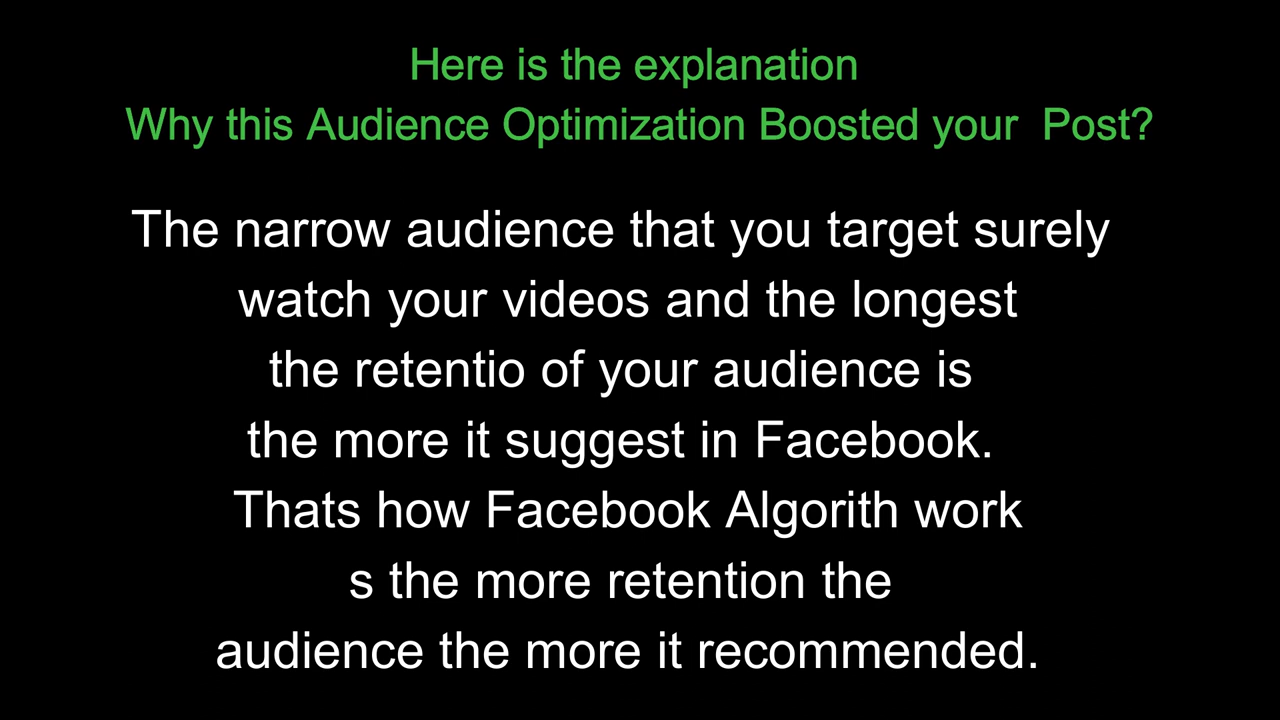 Here is the explanation
Why this Audience Optimization Boosted your Post?
The narrow audience that you target surely
watch your videos and the longest
the retentio of your audience is
the more it suggest in Facebook.
Thats how Facebook Algorith work
s the more retention the
audience the more it recommended.